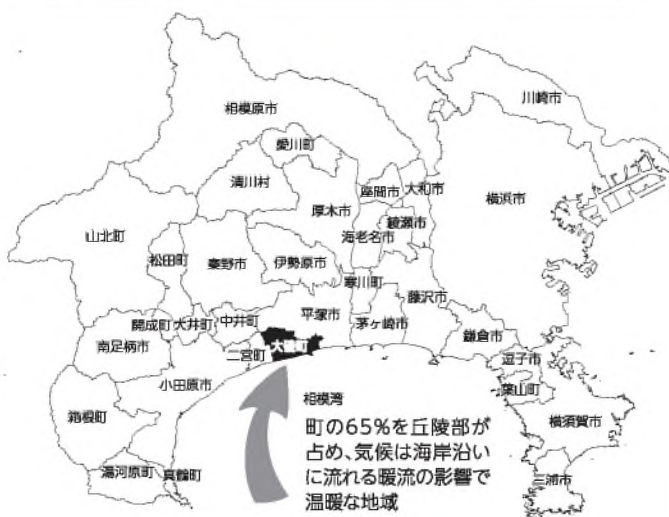 川崎市
相模原市
愛川町
清川村
座間市
大和市
横浜市
厚木市
綾瀬市
海老名市
山北町
松田町
秦野市
伊勢原市
寒川町
藤沢市
開成町
大井町
中井町
平塚市
茅ヶ崎市
鎌倉市
南足柄市
大磯町
二宮町
逗子市
小田原市
葉山町
箱根町
相模湾
横須賀市
町の65%を丘陵部が
占め、気候は海岸沿い
に流れる暖流の影響で
温暖な地域
湯河原町
真鶴町
三浦市